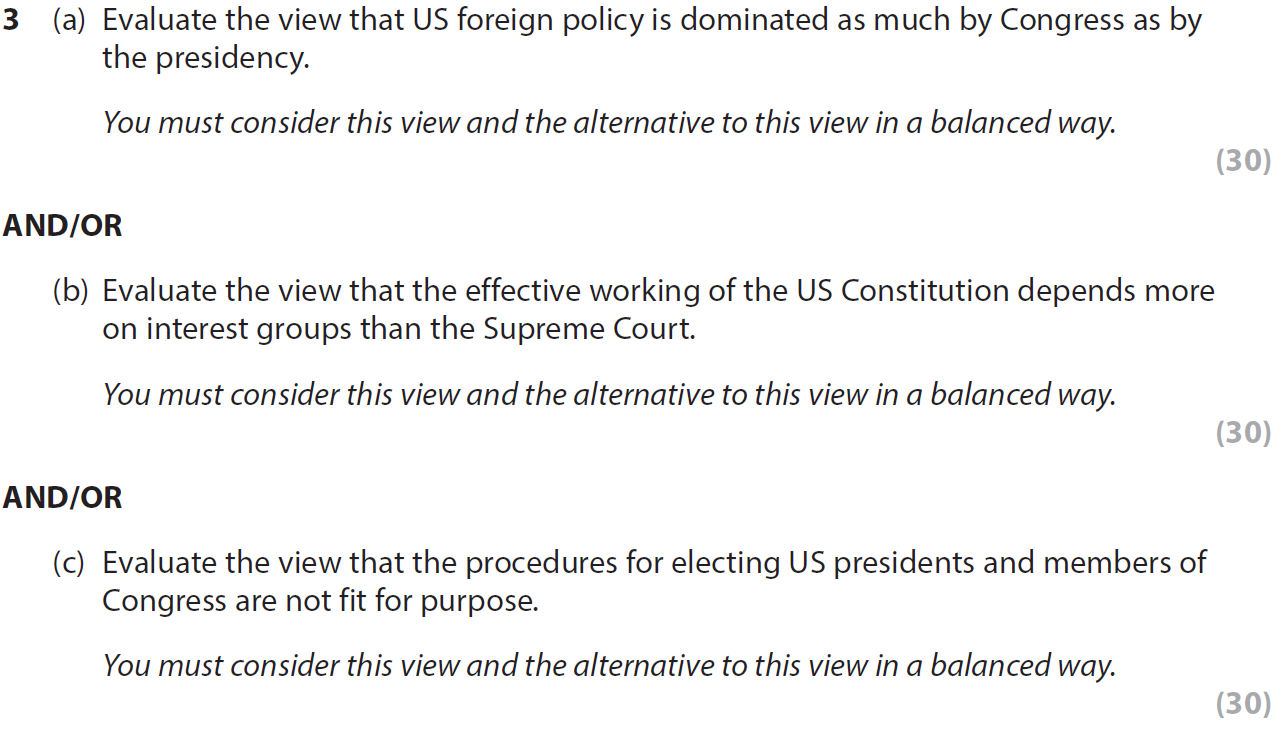 3 (a) Evaluate the view that US foreign policy is dominated as much by Congress as by
the presidency.
You must consider this view and the alternative to this view in a balanced way.
(30)
AND/OR
(b) Evaluate the view that the effective working of the US Constitution depends more
on interest groups than the Supreme Court.
You must consider this view and the alternative to this view in a balanced way.
(30)
AND/OR
(c) Evaluate the view that the procedures for electing US presidents and members of
Congress are not fit for purpose.
You must consider this view and the alternative to this view in a balanced way.
(30)